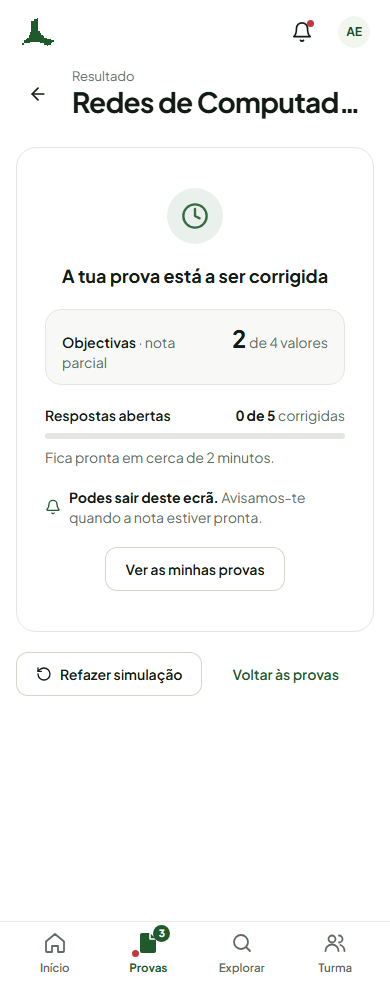 AE
Resultado
Redes de Computad...
A tua prova está a ser corrigida
Objectivas · nota parcial
2 de 4 valores
Respostas abertas
0 de 5 corrigidas
Fica pronta em cerca de 2 minutos.
Podes sair deste ecrã. Avisamos-te
quando a nota estiver pronta.
Ver as minhas provas
Refazer simulação
Voltar às provas
3
Início
Provas
Explorar
Turma